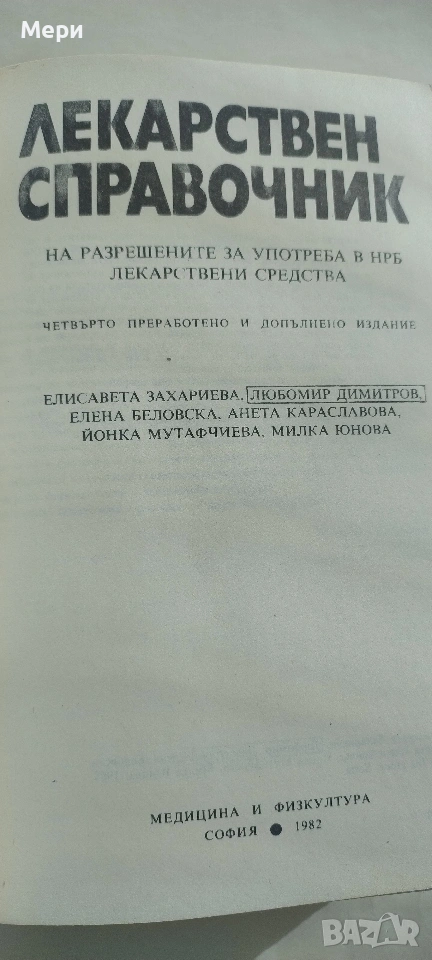 Мери
ЛЕКАРСТВЕН
СПРАВОЧНИК
НА РАЗРЕШЕНИТЕ ЗА УПОТРЕБА В НРБ
ЛЕКАРСТВЕНИ СРЕДСТВА
ЧЕТВЪРТО ПРЕРАБОТЕНО И ДОПЪЛНЕНО ИЗДАНИЕ
ЕЛИСАВЕТА ЗАХАРИЕВА, ЛЮБОМИР ДИМИТРОВ,
ЕЛЕНА БЕЛОВСКА, АНЕТА КАРАСЛАВОВА,
ЙОНКА МУТАФЧИЕВА, МИЛКА ЮНОВА
МЕДИЦИНА И ФИЗКУЛТУРА
СОФИЯ ● 1982
BAZAR